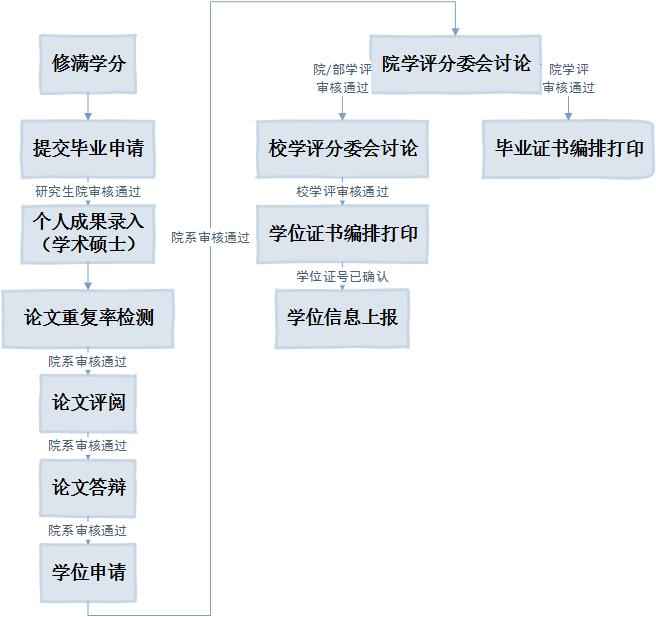 修满学分
提交毕业申请
研究生院审核通过
个人成果录入
（学术硕士）
论文重复率检测
院系审核通过
论文评阅
院系审核通过
论文答辩
院系审核通过
学位申请
院系审核通过
院学评分委会讨论
院/部学评
审核通过
院学评
审核通过
校学评分委会讨论
毕业证书编排打印
校学评审核通过
学位证书编排打印
学位证号已确认
学位信息上报